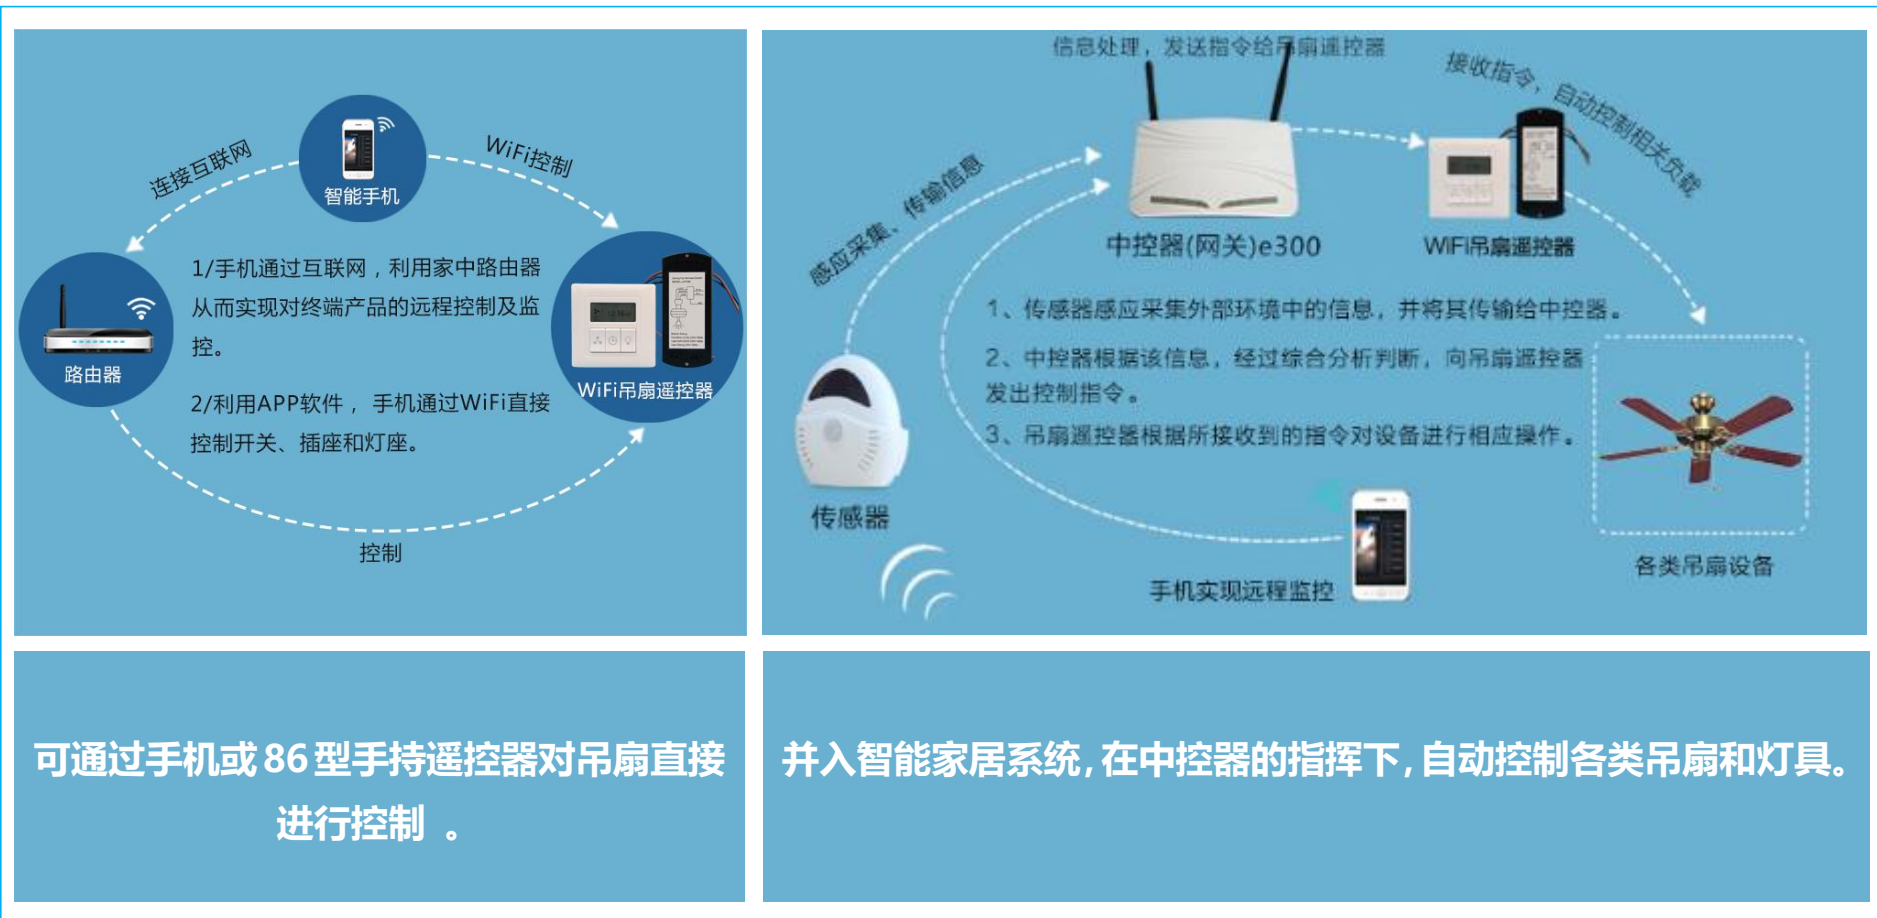 连接互联网
WiFi控制
智能手机
1/手机通过互联网，利用家中路由器
从而实现对终端产品的远程控制及监
控。
路由器
WiFi吊扇遥控器
2/利用APP软件，手机通过WiFi直接
控制开关、插座和灯座。
控制
信息处理，发送指令给吊扇遥控器
接收指令、自动控制相关负载
感应采集、传输信息
中控器(网关)e300
WiFi吊扇遥控器
1、传感器感应采集外部环境中的信息，并将其传输给中控器。
2、中控器根据该信息，经过综合分析判断，向吊扇遥控器
发出控制指令。
3、吊扇遥控器根据所接收到的指令对设备进行相应操作。
传感器
手机实现远程监控
各类吊扇设备
可通过手机或86型手持遥控器对吊扇直接
进行控制 。
并入智能家居系统,在中控器的指挥下,自动控制各类吊扇和灯具。